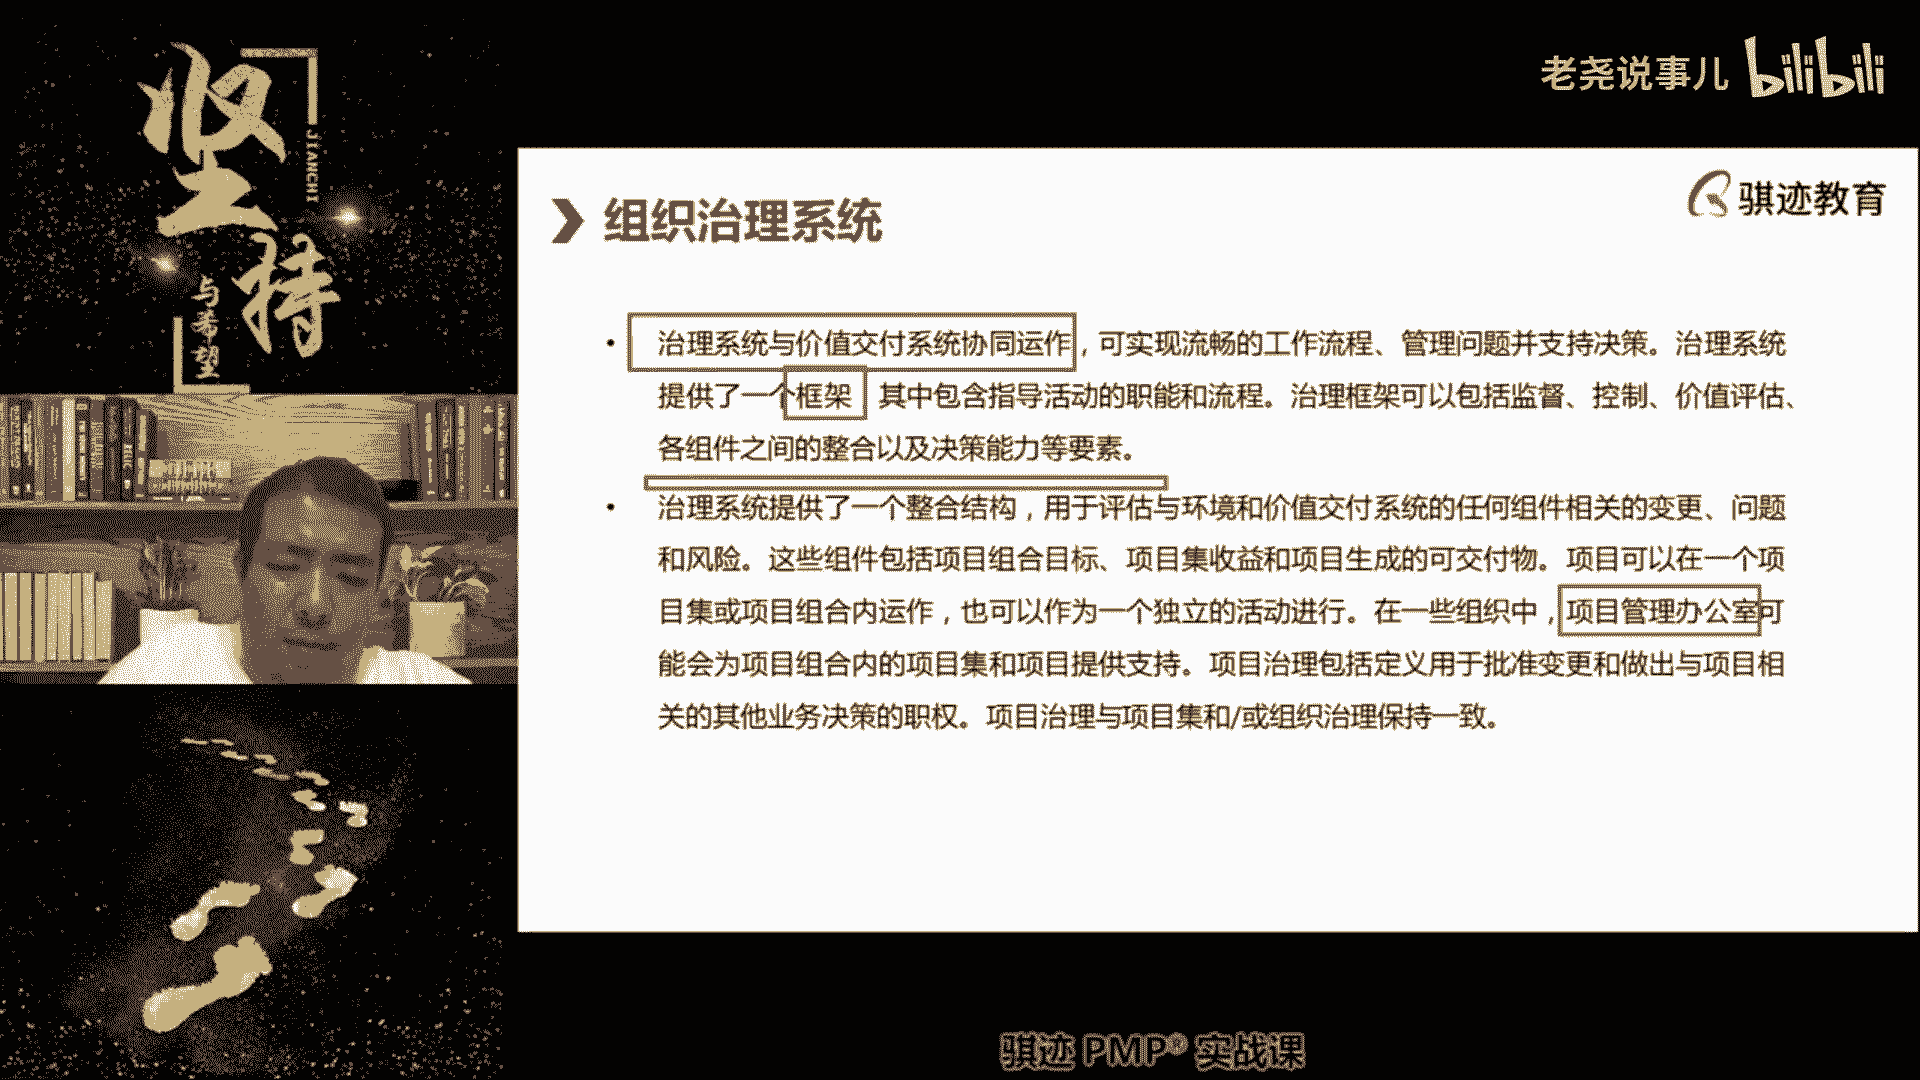 坚持
JIANCHI
与希望
老尧说事儿 bilibili
骐迹教育
组织治理系统
• 治理系统与价值交付系统协同运作，可实现流畅的工作流程、管理问题并支持决策。治理系统
提供了一个框架 其中包含指导活动的职能和流程。治理框架可以包括监督、控制、价值评估、
各组件之间的整合以及决策能力等要素。
• 治理系统提供了一个整合结构，用于评估与环境和价值交付系统的任何组件相关的变更、问题
和风险。这些组件包括项目组合目标、项目集收益和项目生成的可交付物。项目可以在一个项
目集或项目组合内运作，也可以作为一个独立的活动进行。在一些组织中，项目管理办公室可
能会为项目组合内的项目集和项目提供支持。项目治理包括定义用于批准变更和做出与项目相
关的其他业务决策的职权。项目治理与项目集和/或组织治理保持一致。
骐迹 PMP® 实战课